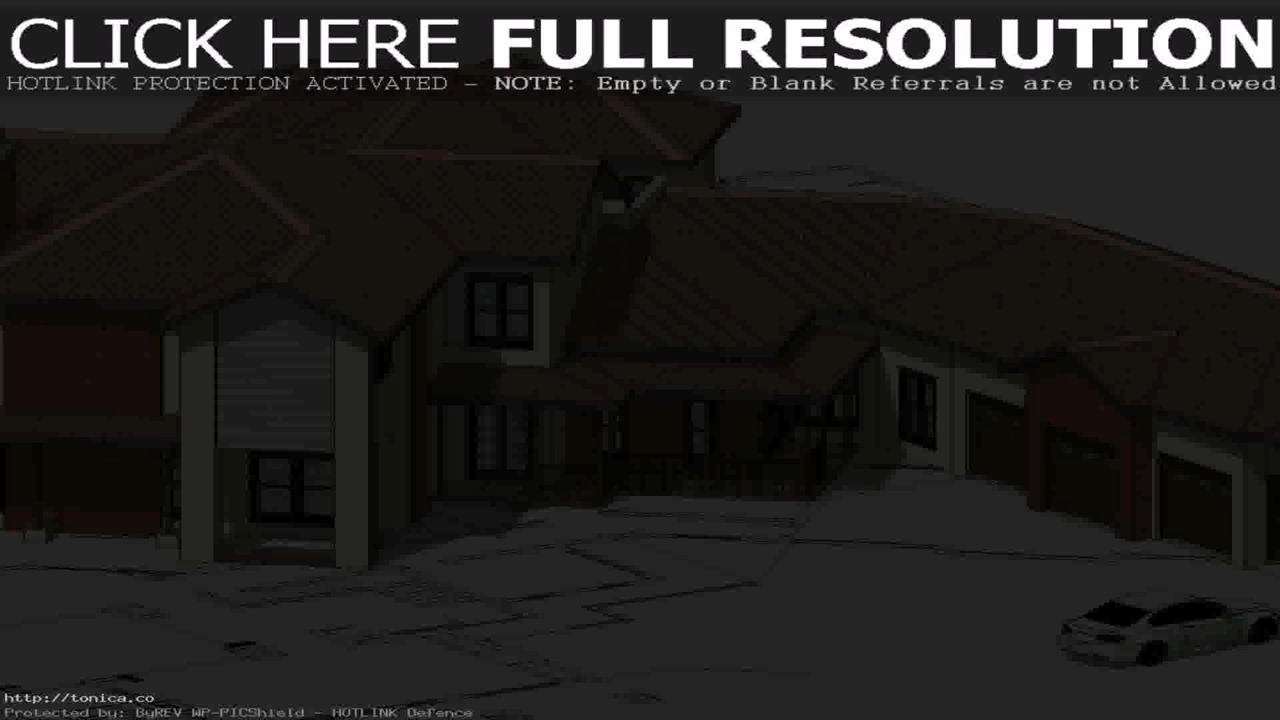 CLICK HERE FULL RESOLUTION
HOTLINK PROTECTION ACTIVATED – NOTE: Empty or Blank Referrals are not Allowed
http://tonica.co
Protected by: ByREV WP-PICShield - HOTLINK Defence